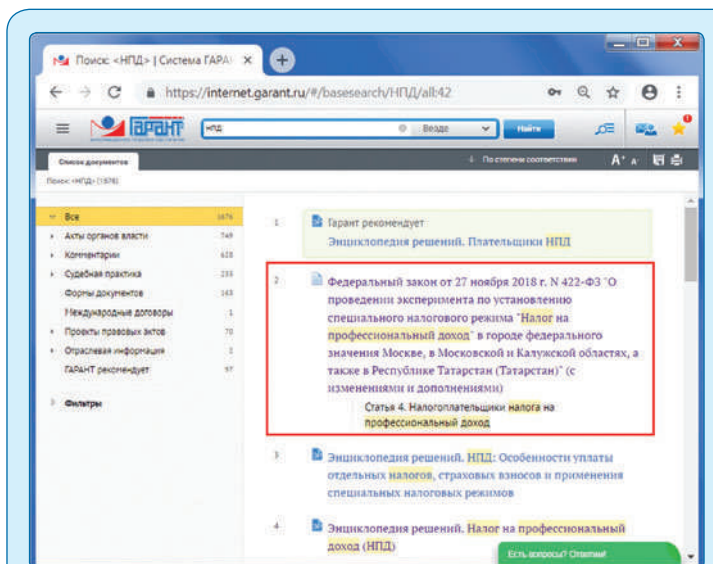 Поиск: <НПД> | Система ГАРА
https://internet.garant.ru/#/basesearch/НПД/all:42
ГАРАНТ
НПД
Везде
Найти
Список документов
По степени соответствия
Поиск: <НПД> (1676)
Все 1676
Акты органов власти 749
Комментарии 628
Судебная практика 235
Формы документов 143
Международные договоры 1
Проекты правовых актов 70
Отраслевая информация 2
ГАРАНТ рекомендует 97
Фильтры
1 Гарант рекомендует
Энциклопедия решений. Плательщики НПД
2 Федеральный закон от 27 ноября 2018 г. N 422-ФЗ "О
проведении эксперимента по установлению
специального налогового режима "Налог на
профессиональный доход" в городе федерального
значения Москве, в Московской и Калужской областях, а
также в Республике Татарстан (Татарстан)" (с
изменениями и дополнениями)
Статья 4. Налогоплательщики налога на
профессиональный доход
3 Энциклопедия решений. НПД: Особенности уплаты
отдельных налогов, страховых взносов и применения
специальных налоговых режимов
4 Энциклопедия решений. Налог на профессиональный
доход (НПД)
Есть вопросы? Ответим!